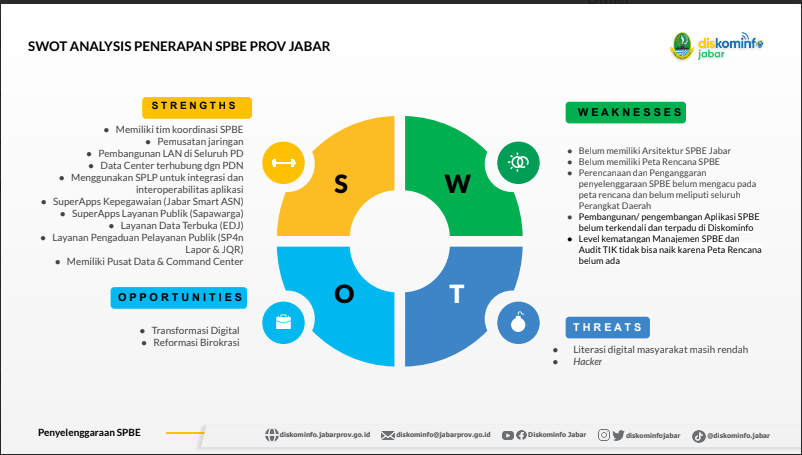 SWOT ANALYSIS PENERAPAN SPBE PROV JABAR
diskominfo
jabar
STRENGTHS
● Memiliki tim koordinasi SPBE
● Pemusatan jaringan
● Pembangunan LAN di Seluruh PD
● Data Center terhubung dgn PDN
● Menggunakan SPLP untuk integrasi dan
interoperabilitas aplikasi
● SuperApps Kepegawaian (Jabar Smart ASN)
● SuperApps Layanan Publik (Sapawarga)
● Layanan Data Terbuka (EDJ)
● Layanan Pengaduan Pelayanan Publik (SP4n
Lapor & JQR)
● Memiliki Pusat Data & Command Center
S
W
O
T
WEAKNESSES
● Belum memiliki Arsitektur SPBE Jabar
● Belum memiliki Peta Rencana SPBE
● Perencanaan dan Penganggaran
penyelenggaraan SPBE belum mengacu pada
peta rencana dan belum meliputi seluruh
Perangkat Daerah
● Pembangunan/ pengembangan Aplikasi SPBE
belum terkendali dan terpadu di Diskominfo
● Level kematangan Manajemen SPBE dan
Audit TIK tidak bisa naik karena Peta Rencana
belum ada
OPPORTUNITIES
● Transformasi Digital
● Reformasi Birokrasi
THREATS
● Literasi digital masyarakat masih rendah
● Hacker
Penyelenggaraan SPBE
diskominfo.jabarprov.go.id
diskominfo@jabarprov.go.id
Diskominfo Jabar
diskominfojabar
@diskominfo.jabar